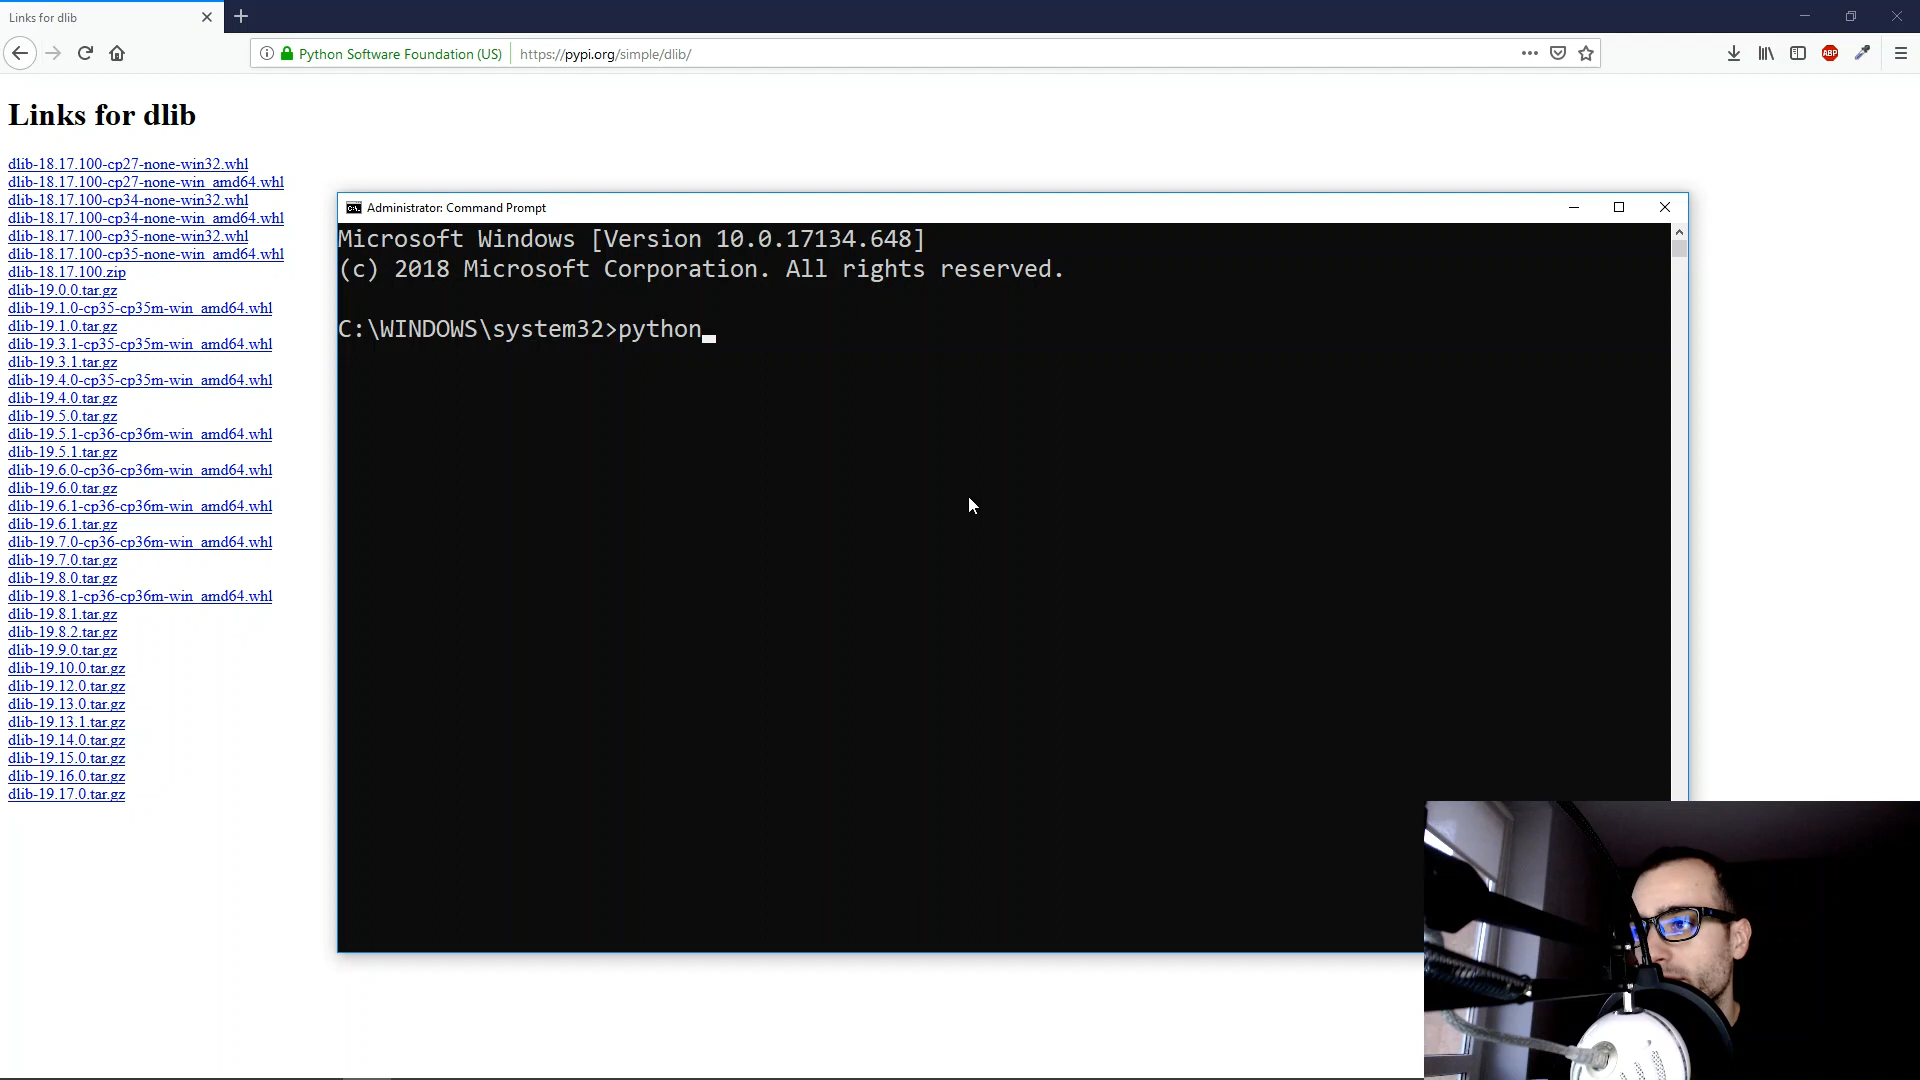 Links for dlib
Python Software Foundation (US)
https://pypi.org/simple/dlib/
ABP
Links for dlib
dlib-18.17.100-cp27-none-win32.whl
dlib-18.17.100-cp27-none-win_amd64.whl
dlib-18.17.100-cp34-none-win32.whl
dlib-18.17.100-cp34-none-win_amd64.whl
dlib-18.17.100-cp35-none-win32.whl
dlib-18.17.100-cp35-none-win_amd64.whl
dlib-18.17.100.zip
dlib-19.0.0.tar.gz
dlib-19.1.0-cp35-cp35m-win_amd64.whl
dlib-19.1.0.tar.gz
dlib-19.3.1-cp35-cp35m-win_amd64.whl
dlib-19.3.1.tar.gz
dlib-19.4.0-cp35-cp35m-win_amd64.whl
dlib-19.4.0.tar.gz
dlib-19.5.0.tar.gz
dlib-19.5.1-cp36-cp36m-win_amd64.whl
dlib-19.5.1.tar.gz
dlib-19.6.0-cp36-cp36m-win_amd64.whl
dlib-19.6.0.tar.gz
dlib-19.6.1-cp36-cp36m-win_amd64.whl
dlib-19.6.1.tar.gz
dlib-19.7.0-cp36-cp36m-win_amd64.whl
dlib-19.7.0.tar.gz
dlib-19.8.0.tar.gz
dlib-19.8.1-cp36-cp36m-win_amd64.whl
dlib-19.8.1.tar.gz
dlib-19.8.2.tar.gz
dlib-19.9.0.tar.gz
dlib-19.10.0.tar.gz
dlib-19.12.0.tar.gz
dlib-19.13.0.tar.gz
dlib-19.13.1.tar.gz
dlib-19.14.0.tar.gz
dlib-19.15.0.tar.gz
dlib-19.16.0.tar.gz
dlib-19.17.0.tar.gz
Administrator: Command Prompt
Microsoft Windows [Version 10.0.17134.648]
(c) 2018 Microsoft Corporation. All rights reserved.
C:\WINDOWS\system32>python